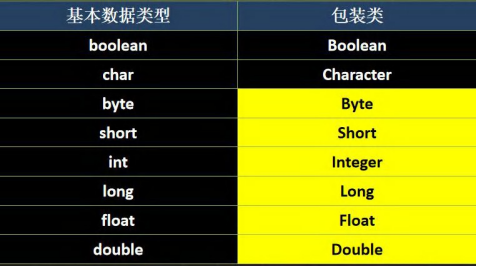 基本数据类型 包装类
boolean Boolean
char Character
byte Byte
short Short
int Integer
long Long
float Float
double Double